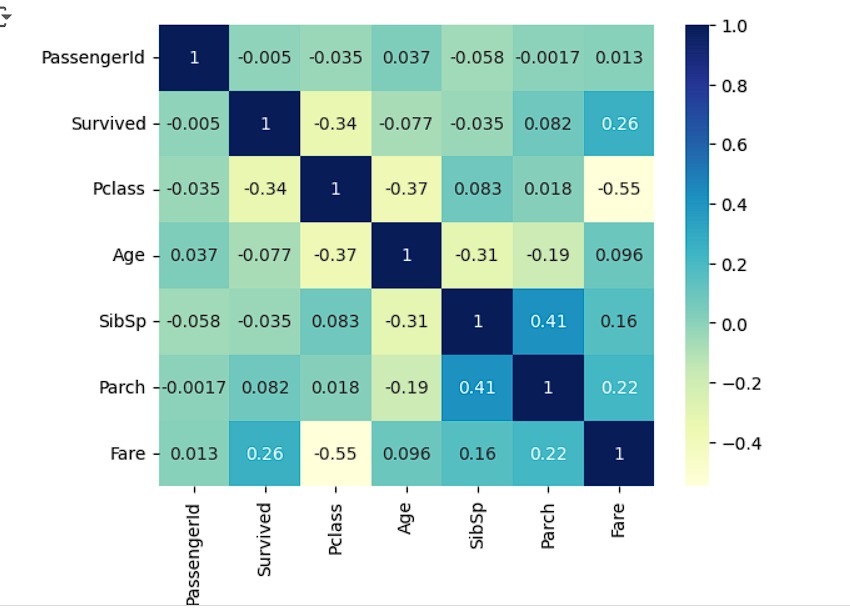 PassengerId 1 -0.005 -0.035 0.037 -0.058 -0.0017 0.013
Survived -0.005 1 -0.34 -0.077 -0.035 0.082 0.26
Pclass -0.035 -0.34 1 -0.37 0.083 0.018 -0.55
Age 0.037 -0.077 -0.37 1 -0.31 -0.19 0.096
SibSp -0.058 -0.035 0.083 -0.31 1 0.41 0.16
Parch -0.0017 0.082 0.018 -0.19 0.41 1 0.22
Fare 0.013 0.26 -0.55 0.096 0.16 0.22 1
PassengerId Survived Pclass Age SibSp Parch Fare
1.0
0.8
0.6
0.4
0.2
0.0
−0.2
−0.4